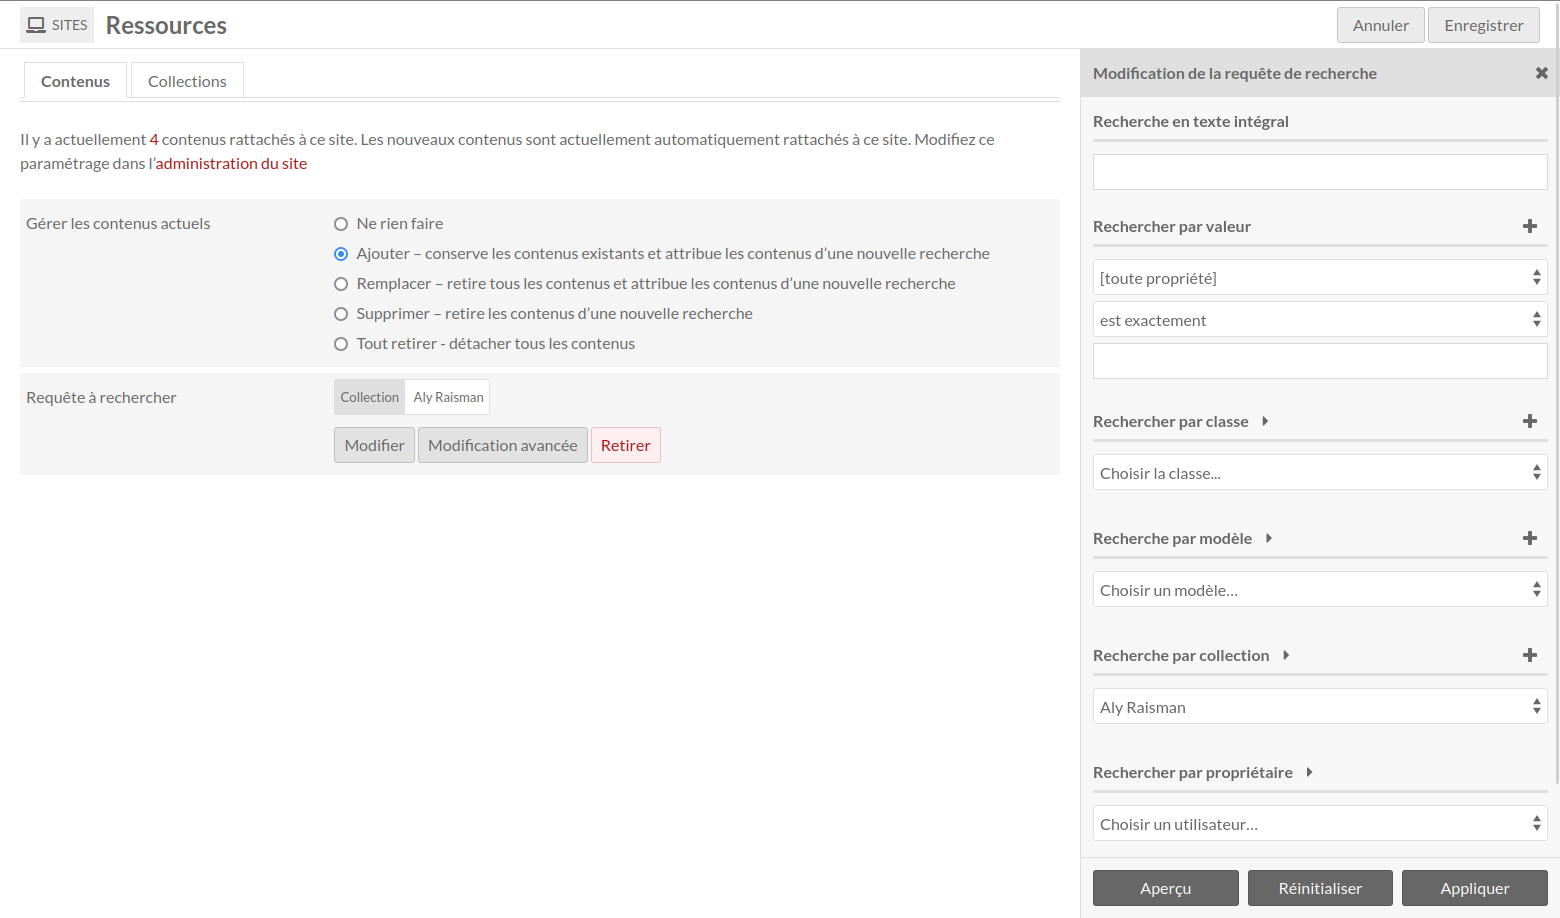 SITES
Ressources
Annuler
Enregistrer
Contenus
Collections
Il y a actuellement 4 contenus rattachés à ce site. Les nouveaux contenus sont actuellement automatiquement rattachés à ce site. Modifiez ce
paramétrage dans l’administration du site
Gérer les contenus actuels
Ne rien faire
Ajouter – conserve les contenus existants et attribue les contenus d’une nouvelle recherche
Remplacer – retire tous les contenus et attribue les contenus d’une nouvelle recherche
Supprimer – retire les contenus d’une nouvelle recherche
Tout retirer - détacher tous les contenus
Requête à rechercher
Collection
Aly Raisman
Modifier
Modification avancée
Retirer
Modification de la requête de recherche
Recherche en texte intégral
Rechercher par valeur
[toute propriété]
est exactement
Rechercher par classe
Choisir la classe...
Recherche par modèle
Choisir un modèle…
Recherche par collection
Aly Raisman
Rechercher par propriétaire
Choisir un utilisateur…
Aperçu
Réinitialiser
Appliquer